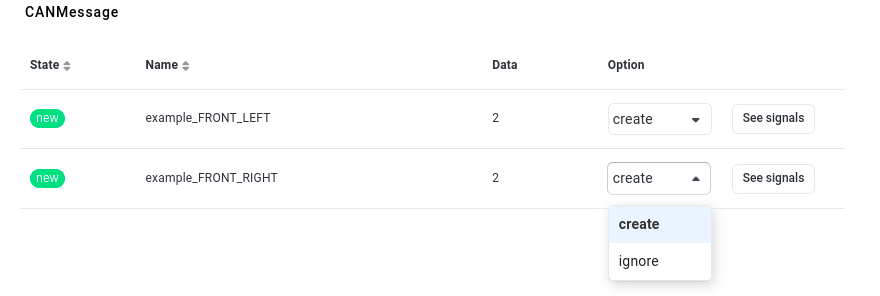 CANMessage
State Name Data Option
new example_FRONT_LEFT 2 create See signals
new example_FRONT_RIGHT 2 create See signals
create
ignore